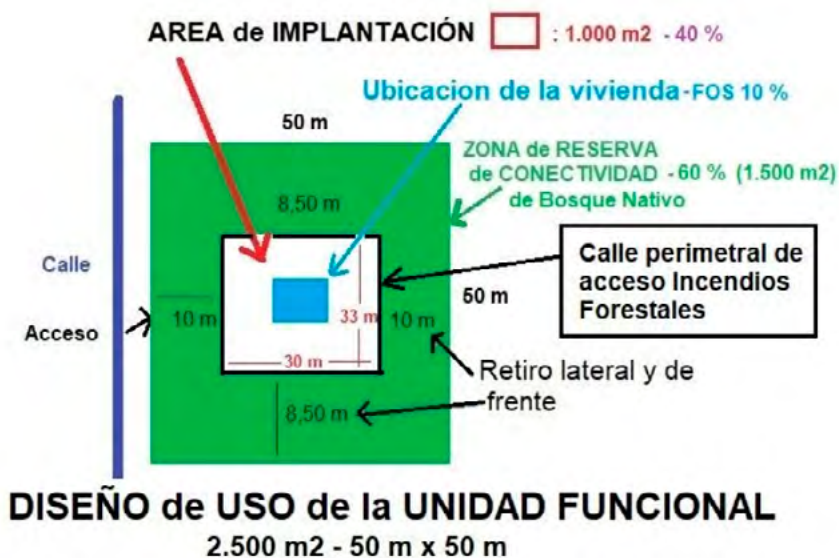 AREA de IMPLANTACIÓN : 1.000 m2 - 40 %
Ubicacion de la vivienda -FOS 10 %
50 m
ZONA de RESERVA
de CONECTIVIDAD - 60 % (1.500 m2)
de Bosque Nativo
8,50 m
Calle perimetral de
acceso Incendios
Forestales
Calle
50 m
Acceso
10 m
33 m
10 m
30 m
Retiro lateral y de
frente
8,50 m
DISEÑO de USO de la UNIDAD FUNCIONAL
2.500 m2 - 50 m x 50 m